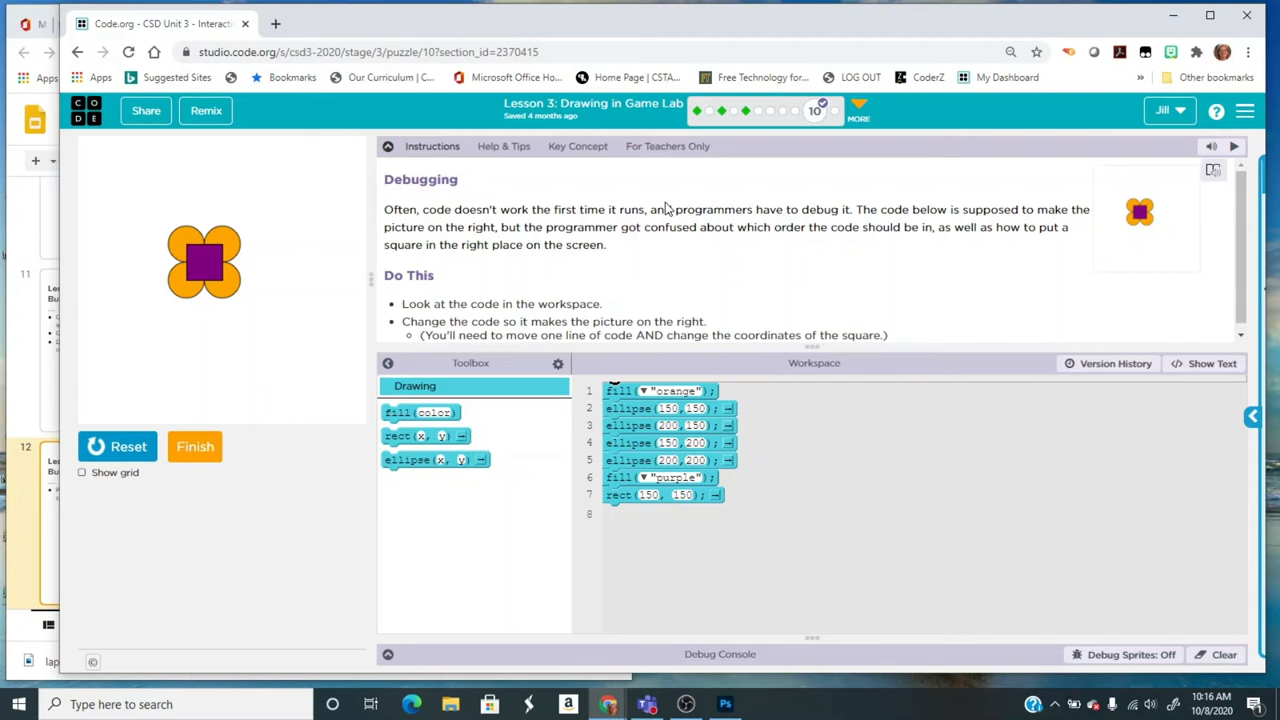 M
Code.org - CSD Unit 3 - Interacti
studio.code.org/s/csd3-2020/stage/3/puzzle/10?section_id=2370415
Apps
Apps
Suggested Sites
Bookmarks
Our Curriculum | C...
Microsoft Office Ho...
Home Page | CSTA...
Free Technology for...
LOG OUT
CoderZ
My Dashboard
»
Other bookmarks
C O
D E
Share
Remix
Lesson 3: Drawing in Game Lab
Saved 4 months ago
10
MORE
Jill
Instructions
Help & Tips
Key Concept
For Teachers Only
Debugging
Often, code doesn't work the first time it runs, and programmers have to debug it. The code below is supposed to make the
picture on the right, but the programmer got confused about which order the code should be in, as well as how to put a
square in the right place on the screen.
Do This
Look at the code in the workspace.
Change the code so it makes the picture on the right.
(You'll need to move one line of code AND change the coordinates of the square.)
11
Le
Bu
12
Le
Bu
Toolbox
Workspace
Version History
</> Show Text
Drawing
fill(color)
rect(x, y)
ellipse(x, y)
1 fill("orange");
2 ellipse(150,150);
3 ellipse(200,150);
4 ellipse(150,200);
5 ellipse(200,200);
6 fill("purple");
7 rect(150, 150);
8
Reset
Finish
Show grid
©
Debug Console
Debug Sprites: Off
Clear
lap
Type here to search
10:16 AM
10/8/2020